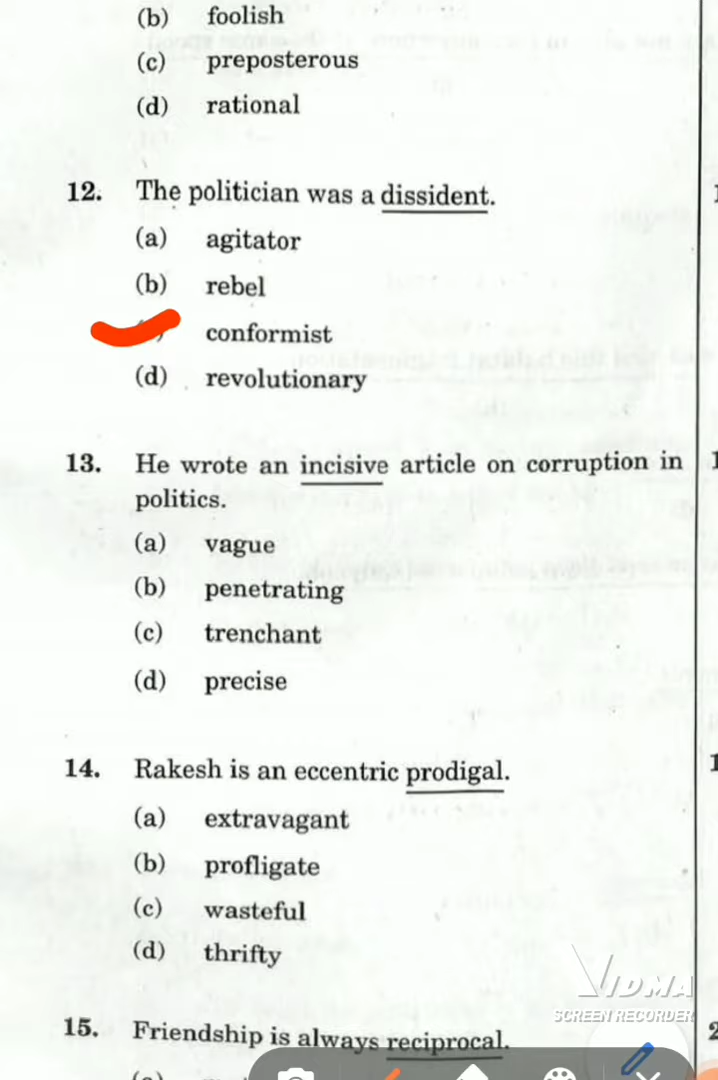 (b) foolish
(c) preposterous
(d) rational
12. The politician was a dissident.
(a) agitator
(b) rebel
conformist
(d) revolutionary
13. He wrote an incisive article on corruption in
politics.
(a) vague
(b) penetrating
(c) trenchant
(d) precise
14. Rakesh is an eccentric prodigal.
(a) extravagant
(b) profligate
(c) wasteful
(d) thrifty
VIDMA
SCREEN RECORDER
15. Friendship is always reciprocal.
2